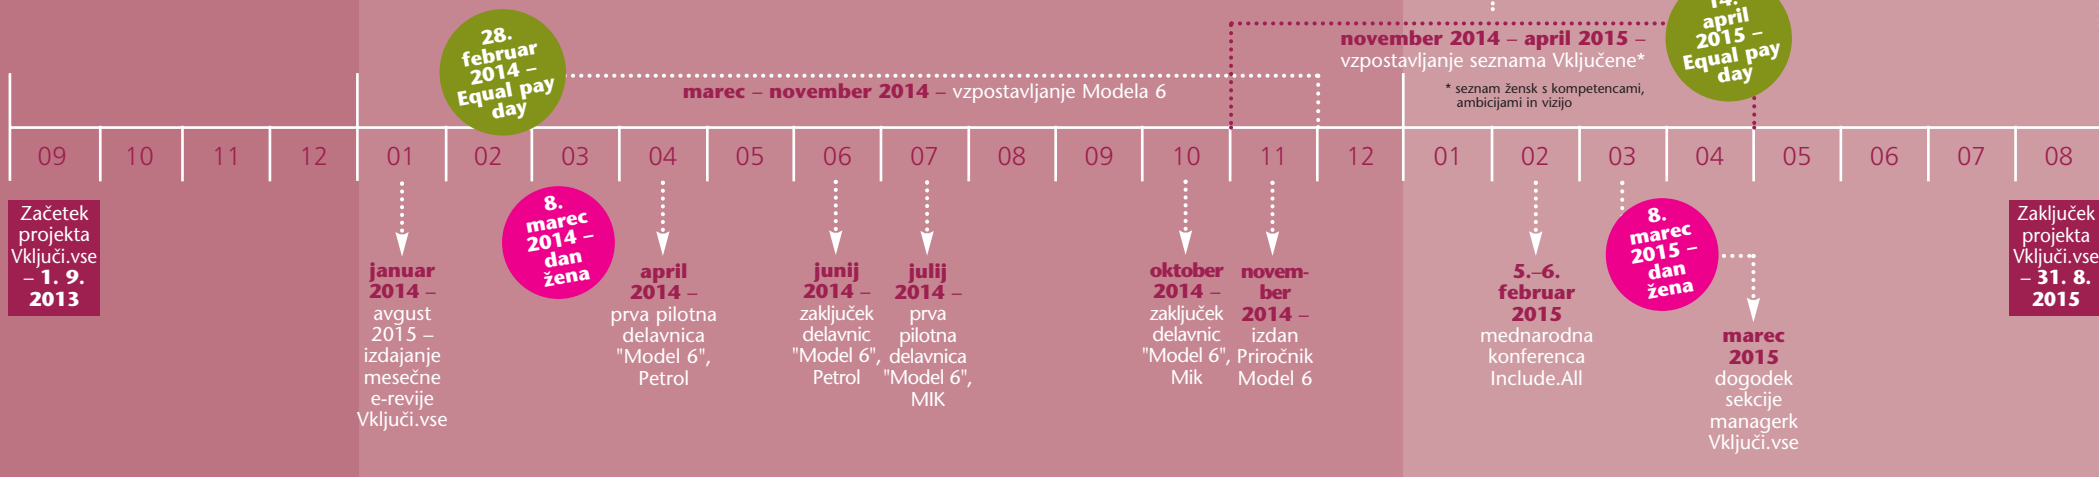 28.
februar
2014 –
Equal pay
day
marec – november 2014 – vzpostavljanje Modela 6
november 2014 – april 2015 –
vzpostavljanje seznama Vključene*
* seznam žensk s kompetencami,
ambicijami in vizijo
14.
april
2015 –
Equal pay
day
09 10 11 12 01 02 03 04 05 06 07 08 09 10 11 12 01 02 03 04 05 06 07 08
Začetek
projekta
Vključi.vse
– 1. 9.
2013
januar
2014 –
avgust
2015 –
izdajanje
mesečne
e-revije
Vključi.vse
8.
marec
2014 –
dan
žena
april
2014 –
prva pilotna
delavnica
"Model 6",
Petrol
junij
2014 –
zaključek
delavnic
"Model 6",
Petrol
julij
2014 –
prva
pilotna
delavnica
"Model 6",
MIK
oktober
2014 –
zaključek
delavnic
"Model 6",
Mik
novem-
ber
2014 –
izdan
Priročnik
Model 6
5.–6.
februar
2015
mednarodna
konferenca
Include.All
8.
marec
2015 –
dan
žena
marec
2015
dogodek
sekcije
managerk
Vključi.vse
Zaključek
projekta
Vključi.vse
– 31. 8.
2015